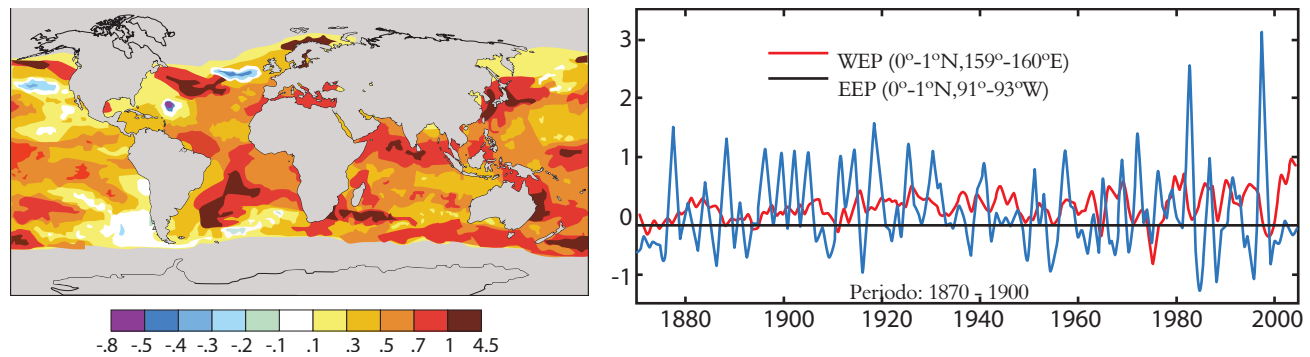 -.8 -.5 -.4 -.3 -.2 -.1 .1 .3 .5 .7 1 4.5
3
2
1
0
-1
WEP (0º-1ºN,159º-160ºE)
EEP (0º-1ºN,91º-93ºW)
Periodo: 1870 - 1900
1880 1900 1920 1940 1960 1980 2000